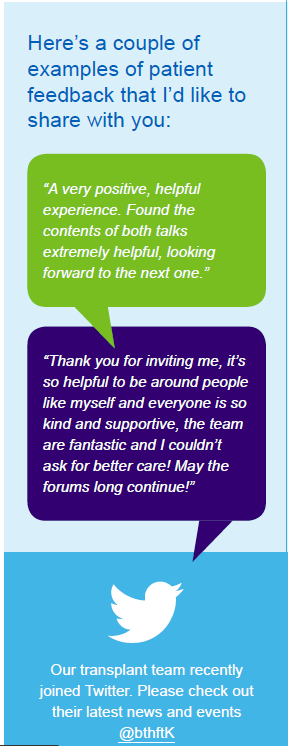 Here’s a couple of
examples of patient
feedback that I’d like to
share with you:
“A very positive, helpful
experience. Found the
contents of both talks
extremely helpful, looking
forward to the next one.”
“Thank you for inviting me, it’s
so helpful to be around people
like myself and everyone is so
kind and supportive, the team
are fantastic and I couldn’t
ask for better care! May the
forums long continue!”
Our transplant team recently
joined Twitter. Please check out
their latest news and events
@bthftK